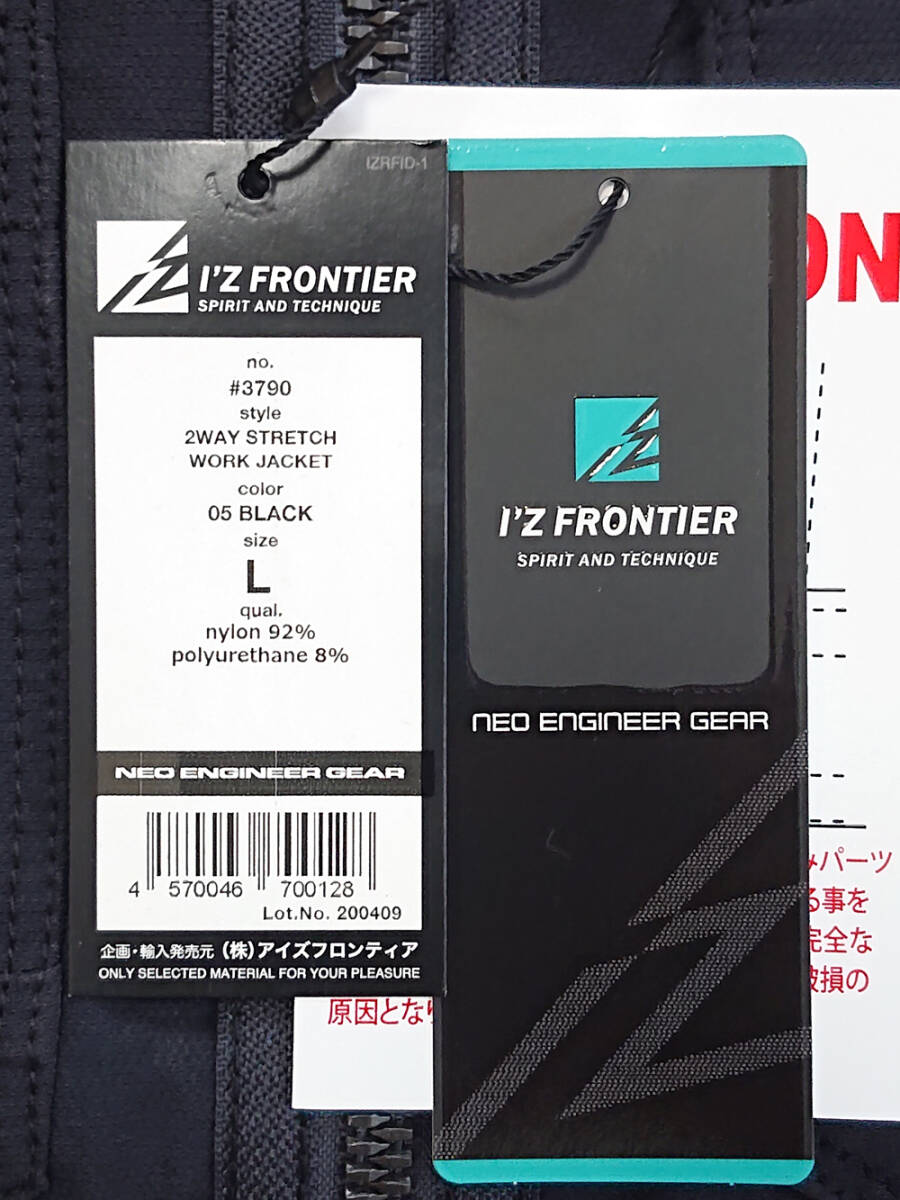 IZRFID-1
I'Z FRONTIER
SPIRIT AND TECHNIQUE
no.
#3790
style
2WAY STRETCH
WORK JACKET
color
05 BLACK
size
L
qual.
nylon 92%
polyurethane 8%
NEO ENGINEER GEAR
4 570046 700128
Lot.No. 200409
企画・輸入発売元 (株)アイズフロンティア
ONLY SELECTED MATERIAL FOR YOUR PLEASURE
I'Z FRONTIER
SPIRIT AND TECHNIQUE
NEO ENGINEER GEAR
ON
パーツ
る事を
完全な
破損の
原因とな